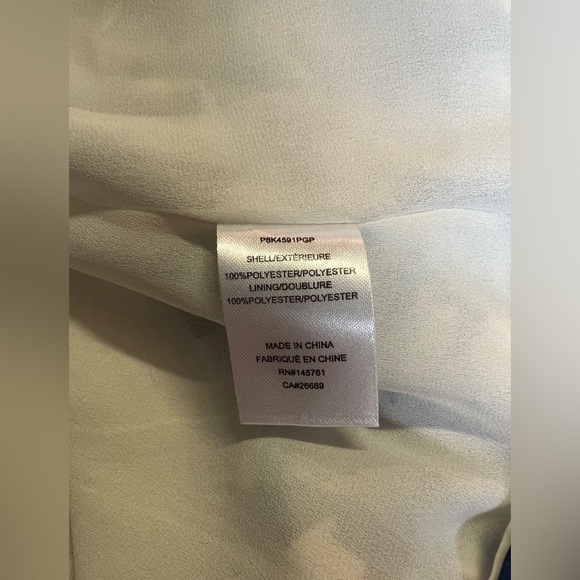 P8K4591PGP
SHELL/EXTÉRIEURE
100%POLYESTER/POLYESTER
LINING/DOUBLURE
100%POLYESTER/POLYESTER
MADE IN CHINA
FABRIQUÉ EN CHINE
RN#145761
CA#26689